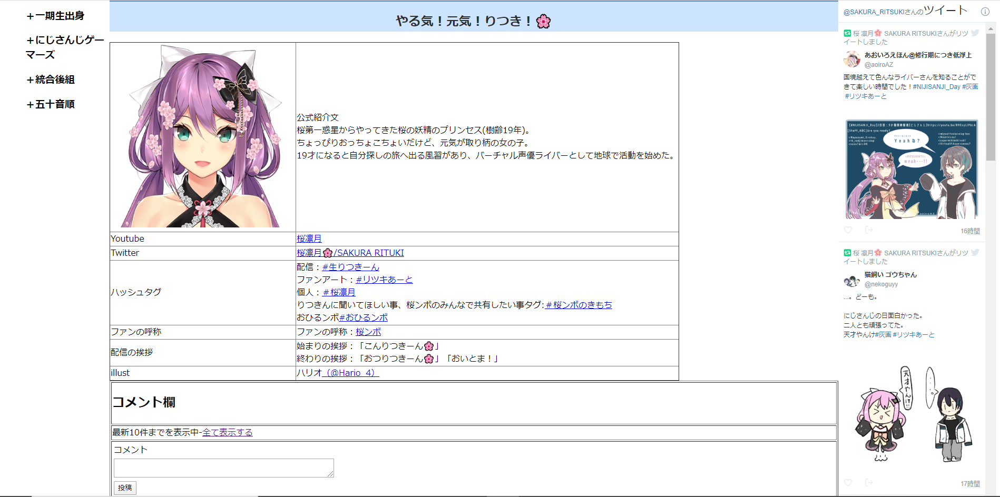 ＋一期生出身
＋にじさんじゲー
マーズ
＋統合後組
＋五十音順
やる気！元気！りつき！🌸
公式紹介文
桜第一惑星からやってきた桜の妖精のプリンセス(樹齢19年)。
ちょっぴりおっちょこちょいだけど、元気が取り柄の女の子。
19才になると自分探しの旅へ出る風習があり、バーチャル声優ライバーとして地球で活動を始めた。
Youtube
桜凛月
Twitter
桜凛月🌸/SAKURA RITUKI
ハッシュタグ
配信：#生りつきーん
ファンアート：#リツキあーと
個人：＃桜凛月
りつきんに聞いてほしい事、桜ンボのみんなで共有したい事タグ:＃桜ンボのきもち
おひるンボ#おひるンボ
ファンの呼称
ファンの呼称：桜ンボ
配信の挨拶
始まりの挨拶：「こんりつきーん🌸」
終わりの挨拶：「おつりつきーん🌸」「おいとま！」
illust
ハリオ（@Hario_4）
コメント欄
最新10件までを表示中-全て表示する
コメント
投稿
@SAKURA_RITSUKIさんのツイート
桜 凛月🌸 SAKURA RITSUKIさんがリツ
イートしました
あおいろえほん@修行期につき低浮上
@aoiroAZ
国境越えて色んなライバーさんを知ることがで
きて楽しい時間でした！#NIJISANJI_Day #灰画
#リツキあーと
Are you ready?
Yeahね?
<RITSUKINTV>
weah---!!
aoiroAZ
16時間
桜 凛月🌸 SAKURA RITSUKIさんがリツ
イートしました
猫飼い ゴウちゃん
@nekoguyy
…。どーも。
にじさんじの日面白かった。
二人とも頑張ってた。
天才やんけ#灰画 #リツキあーと
天才やんけ!!
17時間